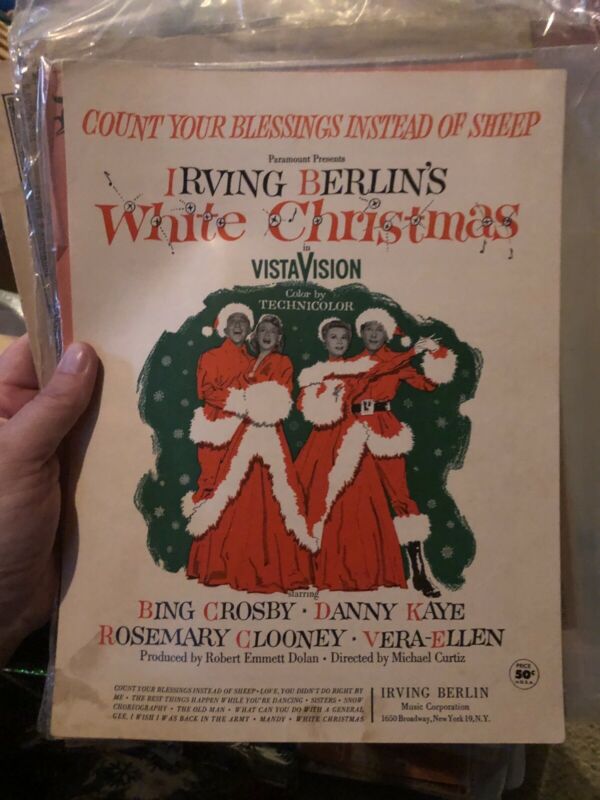 COUNT YOUR BLESSINGS INSTEAD OF SHEEP
Paramount Presents
IRVING BERLIN'S
White Christmas
in
VISTAVISION
Color by
TECHNICOLOR
starring
BING CROSBY · DANNY KAYE
ROSEMARY CLOONEY · VERA-ELLEN
Produced by Robert Emmett Dolan · Directed by Michael Curtiz
COUNT YOUR BLESSINGS INSTEAD OF SHEEP · LOVE, YOU DIDN'T DO RIGHT BY
ME · THE BEST THINGS HAPPEN WHILE YOU'RE DANCING · SISTERS · SNOW
CHOREOGRAPHY · THE OLD MAN · WHAT CAN YOU DO WITH A GENERAL
GEE, I WISH I WAS BACK IN THE ARMY · MANDY · WHITE CHRISTMAS
IRVING BERLIN
Music Corporation
1650 Broadway, New York 19, N.Y.
PRICE
50¢
IN U.S.A.